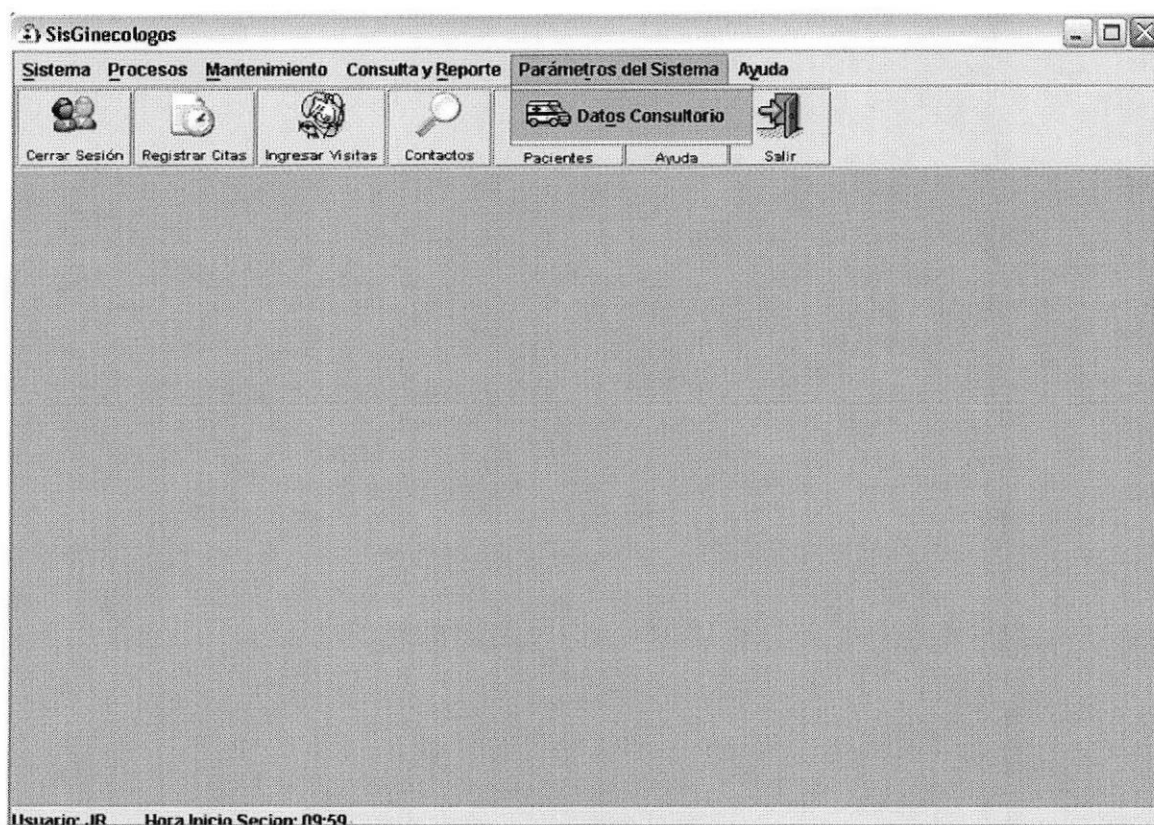 SisGinecologos
Sistema Procesos Mantenimiento Consulta y Reporte Parámetros del Sistema Ayuda
Datos Consultorio
Cerrar Sesión Registrar Citas Ingresar Visitas Contactos Pacientes Ayuda Salir
Usuario: JR Hora Inicio Secion: 09:59